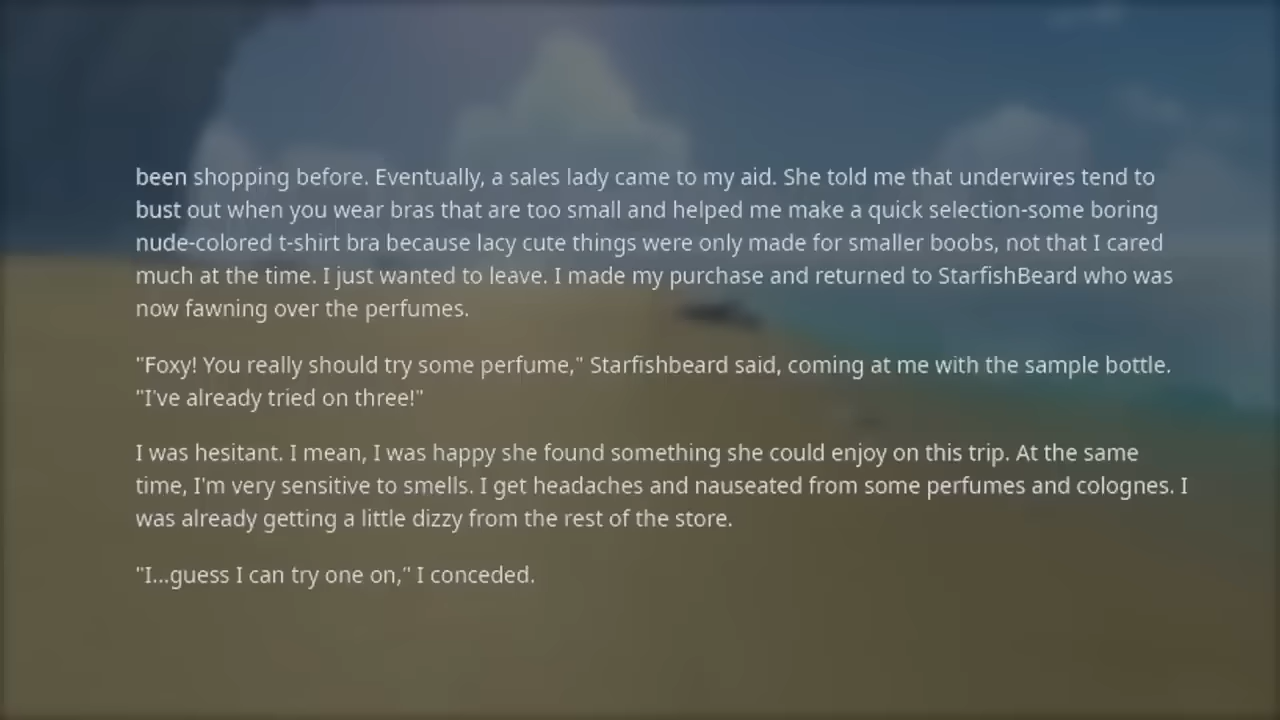 been shopping before. Eventually, a sales lady came to my aid. She told me that underwires tend to
bust out when you wear bras that are too small and helped me make a quick selection-some boring
nude-colored t-shirt bra because lacy cute things were only made for smaller boobs, not that I cared
much at the time. I just wanted to leave. I made my purchase and returned to StarfishBeard who was
now fawning over the perfumes.
"Foxy! You really should try some perfume," Starfishbeard said, coming at me with the sample bottle.
"I've already tried on three!"
I was hesitant. I mean, I was happy she found something she could enjoy on this trip. At the same
time, I'm very sensitive to smells. I get headaches and nauseated from some perfumes and colognes. I
was already getting a little dizzy from the rest of the store.
"I...guess I can try one on," I conceded.